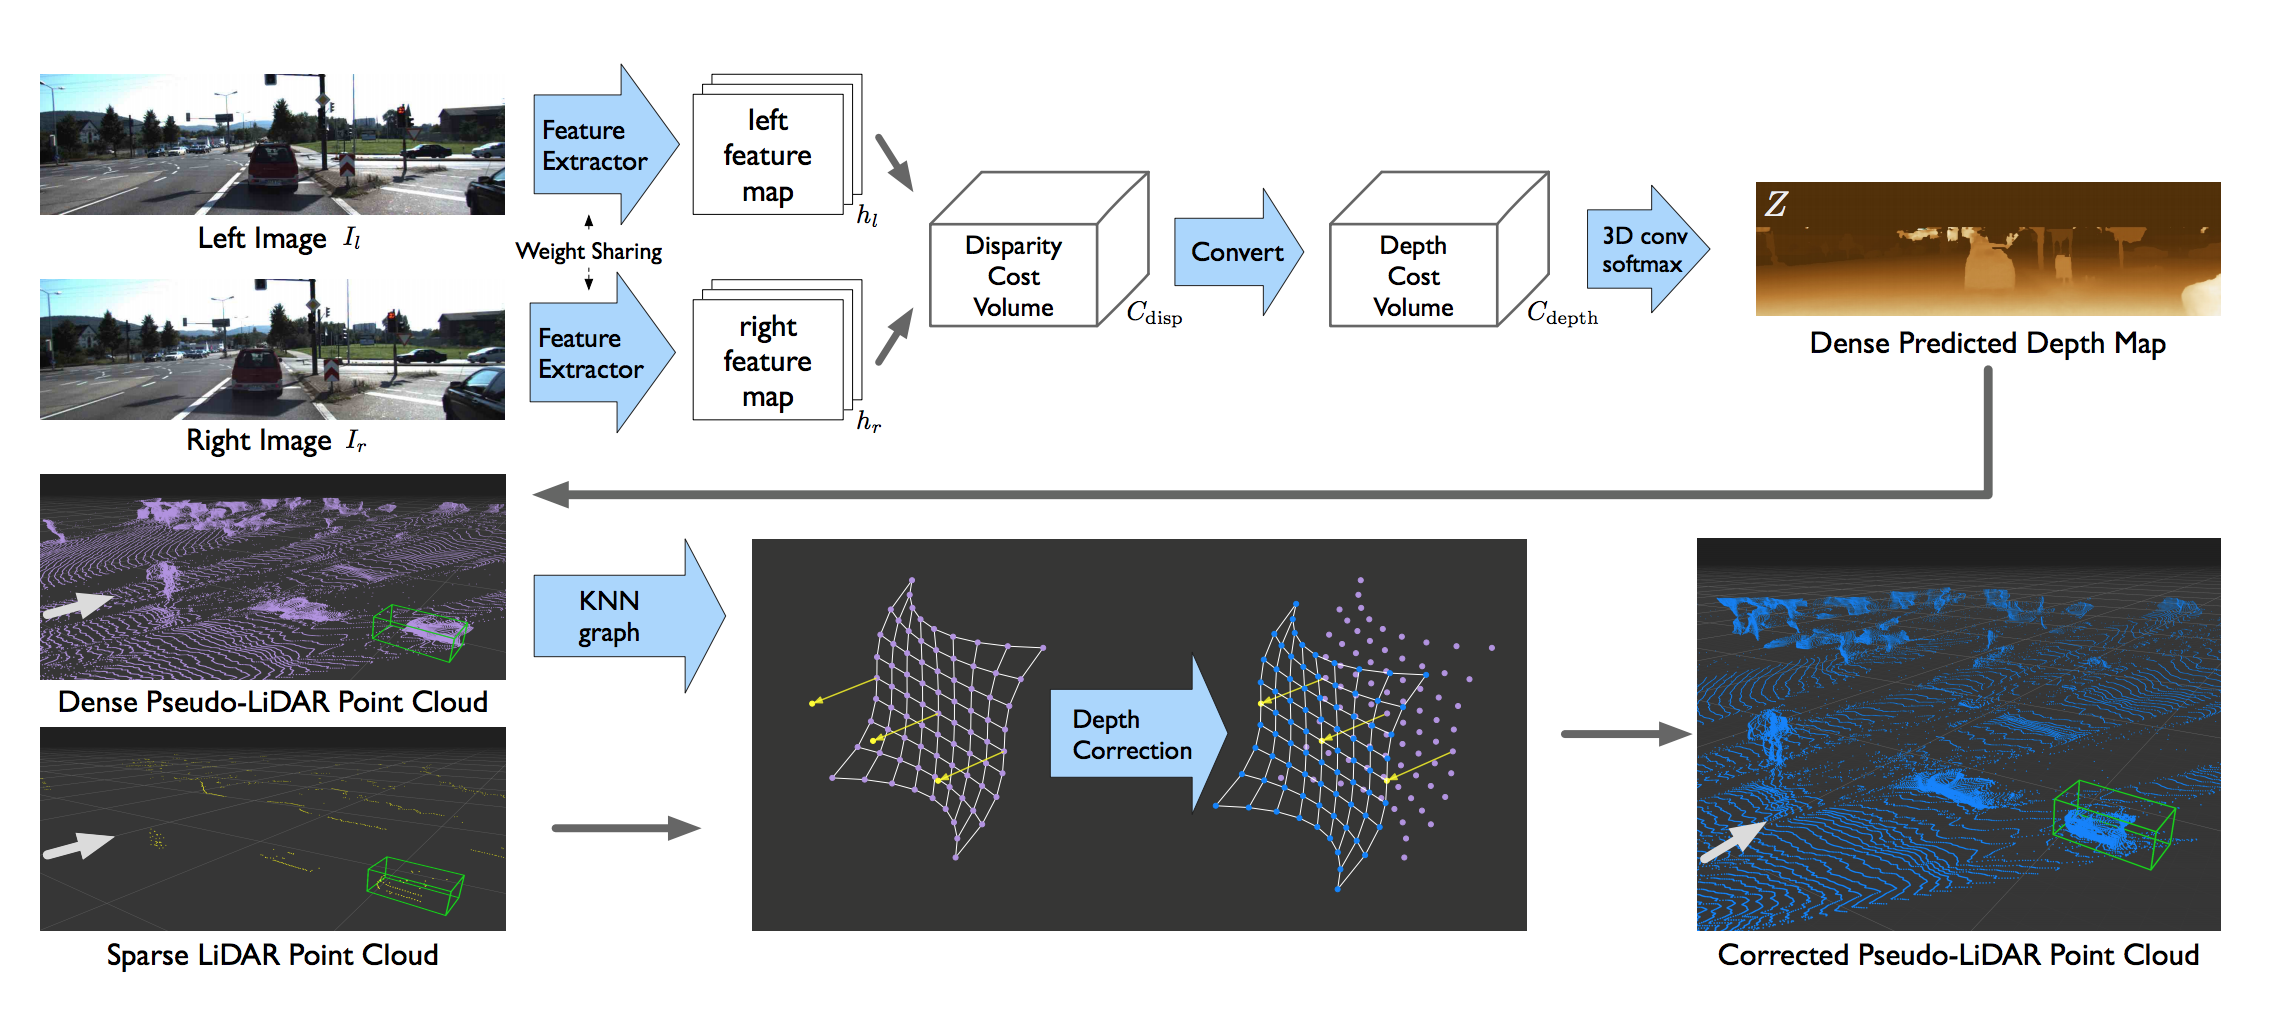 Feature
Extractor
left
feature
map
h_l
Left Image I_l
Weight Sharing
Feature
Extractor
right
feature
map
h_r
Right Image I_r
Disparity
Cost
Volume
C_disp
Convert
Depth
Cost
Volume
C_depth
3D conv
softmax
Z
Dense Predicted Depth Map
Dense Pseudo-LiDAR Point Cloud
KNN
graph
Sparse LiDAR Point Cloud
Depth
Correction
Corrected Pseudo-LiDAR Point Cloud